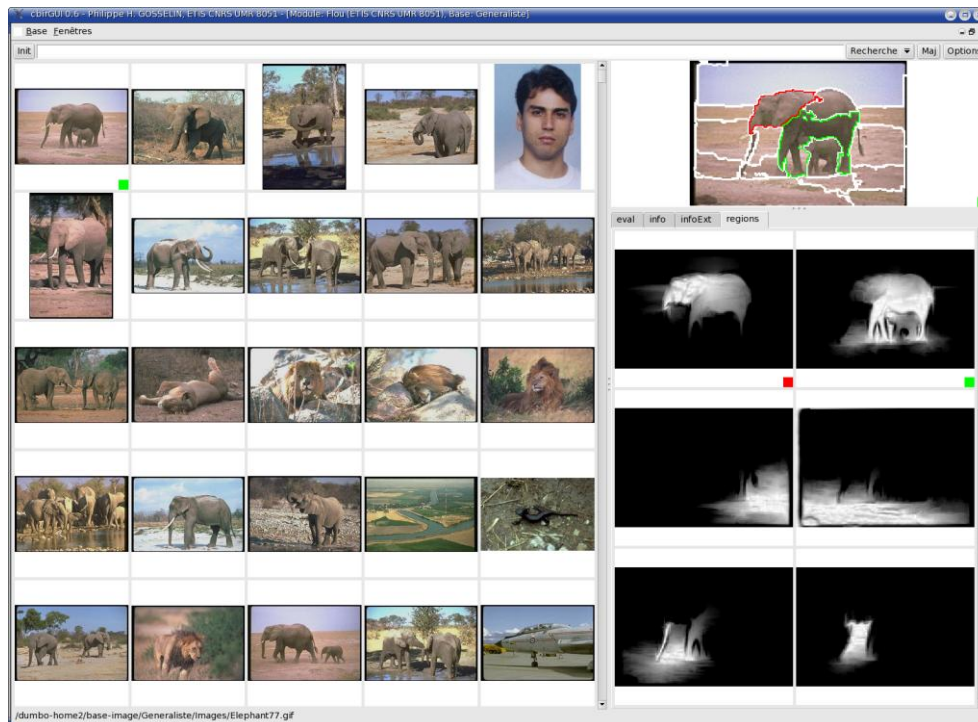 cbirGUI 0.6 - Philippe H. GOSSELIN, ETIS CNRS UMR 8051 - [Module: Flou (ETIS CNRS UMR 8051), Base: Generaliste]
Base Fenêtres
Init Recherche Maj Options
eval info infoExt regions
/dumbo-home2/base-image/Generaliste/Images/Elephant77.gif